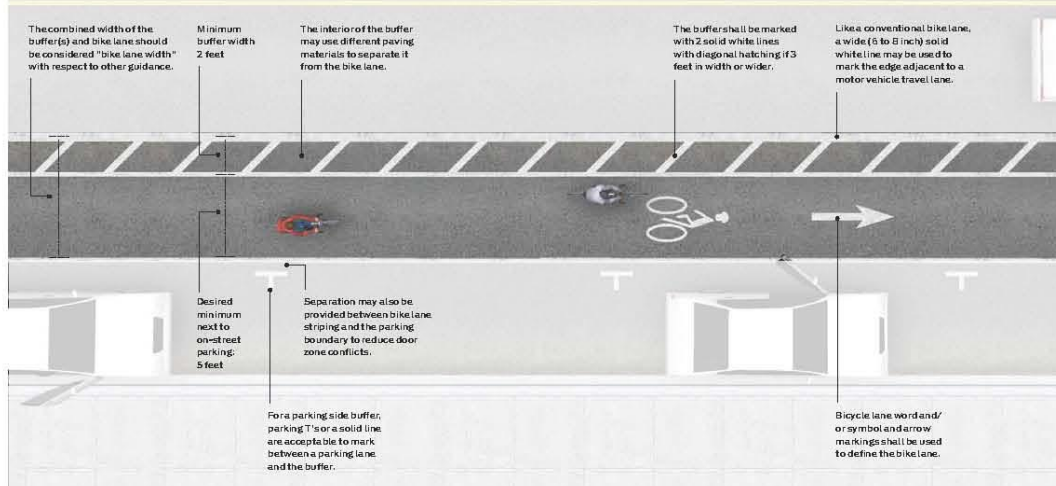 The combined width of the
buffer(s) and bike lane should
be considered "bike lane width"
with respect to other guidance.
Minimum
buffer width
2 feet
The interior of the buffer
may use different paving
materials to separate it
from the bike lane.
The buffer shall be marked
with 2 solid white lines
with diagonal hatching if 3
feet in width or wider.
Like a conventional bike lane,
a wide (6 to 8 inch) solid
white line may be used to
mark the edge adjacent to a
motor vehicle travel lane.
Desired
minimum
next to
on-street
parking:
5 feet
Separation may also be
provided between bike lane
striping and the parking
boundary to reduce door
zone conflicts.
For a parking side buffer,
parking T's or a solid line
are acceptable to mark
between a parking lane
and the buffer.
Bicycle lane word and/
or symbol and arrow
markings shall be used
to define the bike lane.